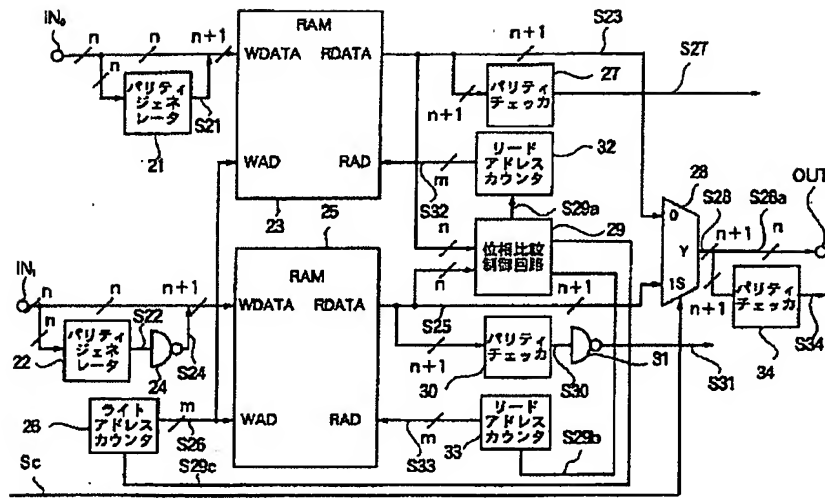 IN₀
n
n
n+1
n
パリティ
ジェネ
レータ
S21
21
RAM
WDATA
RDATA
WAD
RAD
23
25
n+1
S23
n+1
パリティ
チェッカ
27
S27
リード
アドレス
カウンタ
32
m
S32
S29a
29
位相比較
制御回路
n
n
28
0
Y
1S
S28
S28a
OUT
n+1
n
n+1
パリティ
チェッカ
34
S34
IN₁
n
n
n+1
n
パリティ
ジェネ
レータ
22
S22
24
S24
RAM
WDATA
RDATA
WAD
RAD
S25
n+1
n+1
パリティ
チェッカ
30
S30
S1
S31
26
ライト
アドレス
カウンタ
m
S26
S29c
m
S33
リード
アドレス
カウンタ
33
S29b
Sc